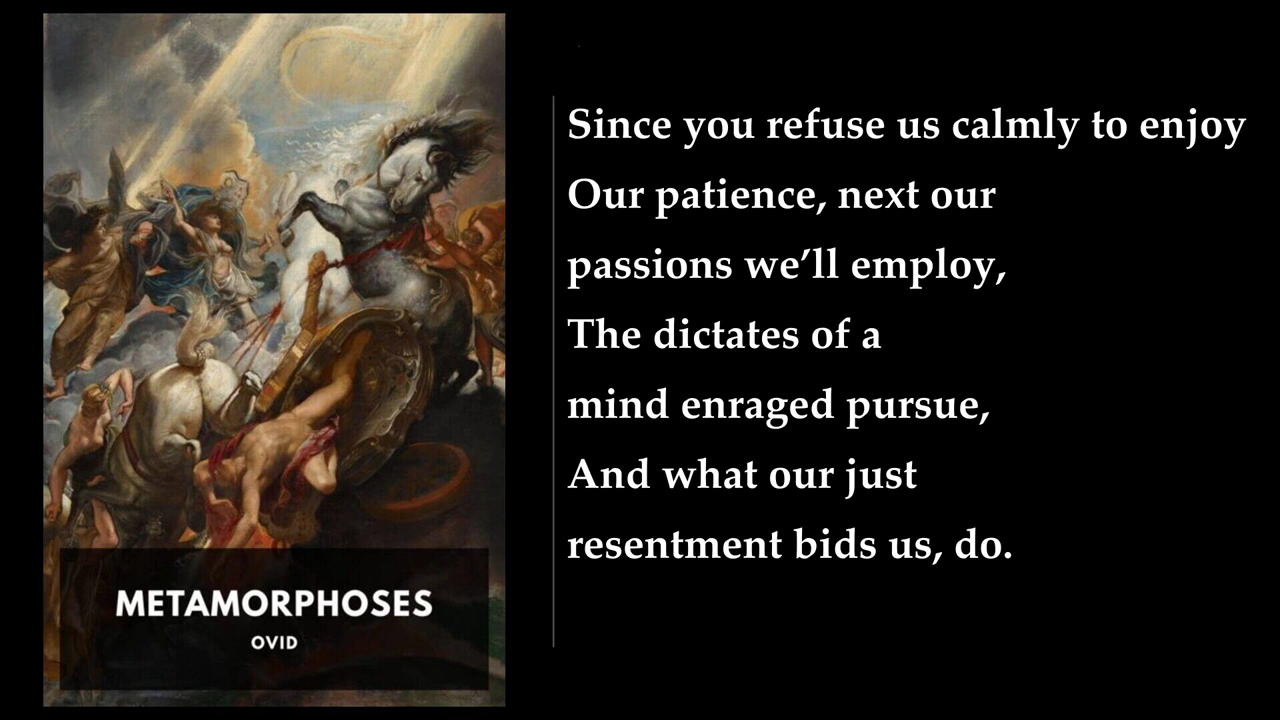 METAMORPHOSES
OVID
Since you refuse us calmly to enjoy
Our patience, next our
passions we’ll employ,
The dictates of a
mind enraged pursue,
And what our just
resentment bids us, do.